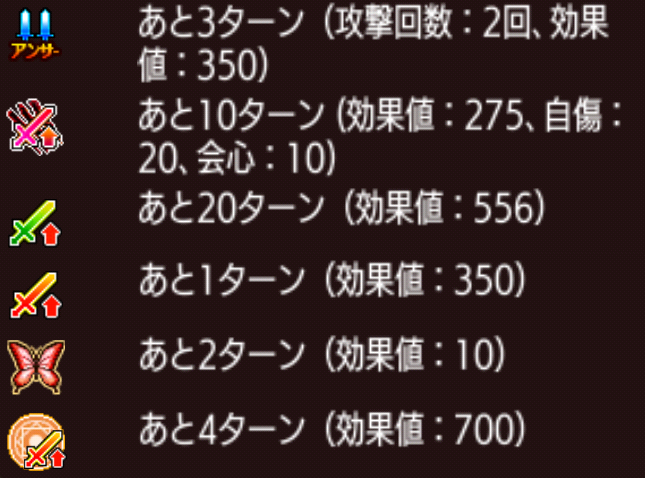 アンサー
あと3ターン（攻撃回数：2回、効果
値：350）
あと10ターン（効果値：275、自傷：
20、会心：10）
あと20ターン（効果値：556）
あと1ターン（効果値：350）
あと2ターン（効果値：10）
あと4ターン（効果値：700）